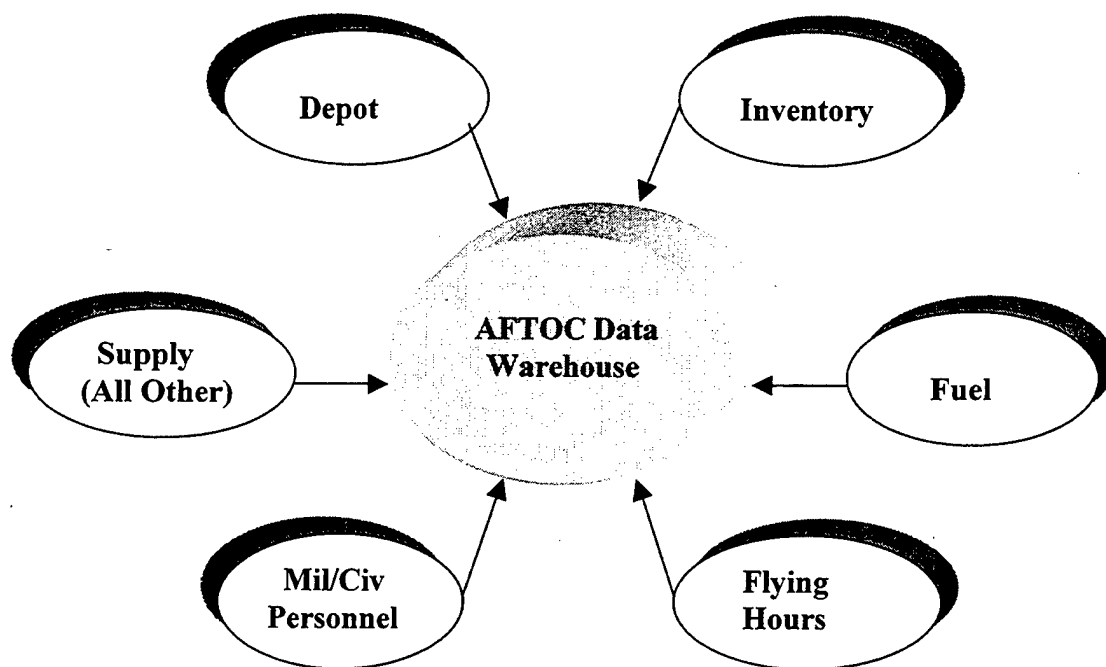 Depot
Inventory
AFTOC Data
Warehouse
Supply
(All Other)
Fuel
Mil/Civ
Personnel
Flying
Hours